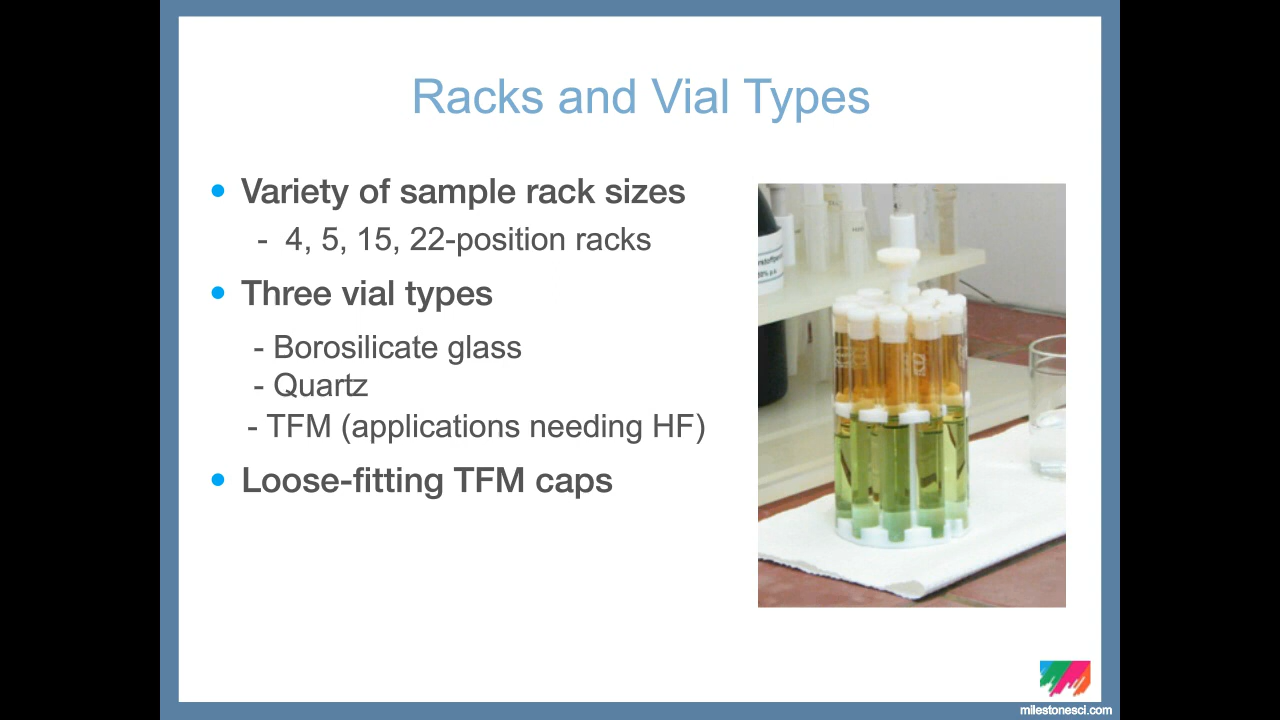 Racks and Vial Types
• Variety of sample rack sizes
- 4, 5, 15, 22-position racks
• Three vial types
- Borosilicate glass
- Quartz
- TFM (applications needing HF)
• Loose-fitting TFM caps
milestonesci.com